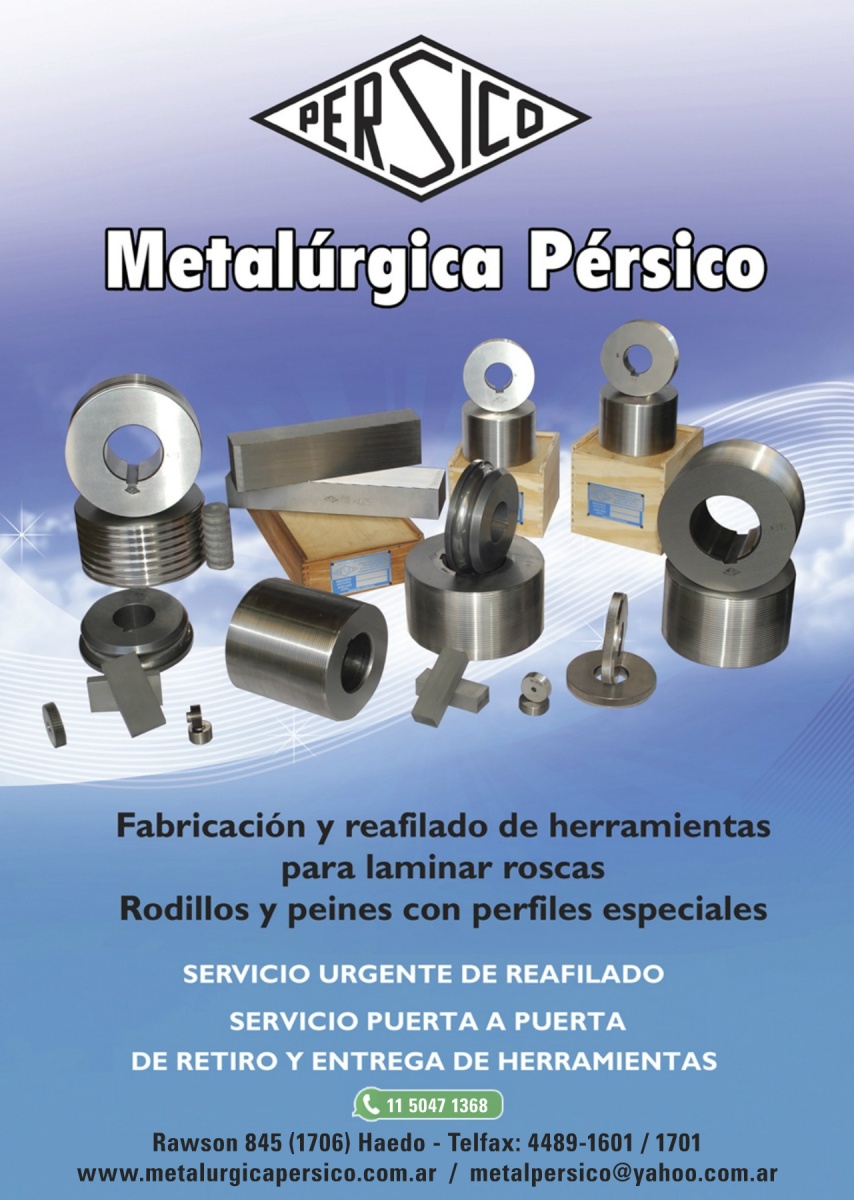 PERSICO
Metalúrgica Pérsico
Fabricación y reafilado de herramientas
para laminar roscas
Rodillos y peines con perfiles especiales
SERVICIO URGENTE DE REAFILADO
SERVICIO PUERTA A PUERTA
DE RETIRO Y ENTREGA DE HERRAMIENTAS
11 5047 1368
Rawson 845 (1706) Haedo - Telfax: 4489-1601 / 1701
www.metalurgicapersico.com.ar / metalpersico@yahoo.com.ar